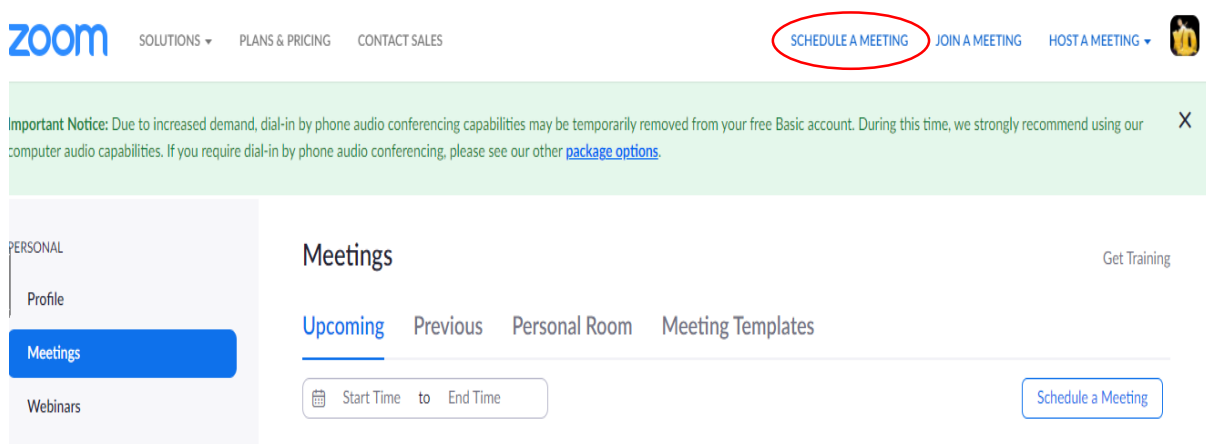 zoom SOLUTIONS PLANS & PRICING CONTACT SALES SCHEDULE A MEETING JOIN A MEETING HOST A MEETING
Important Notice: Due to increased demand, dial-in by phone audio conferencing capabilities may be temporarily removed from your free Basic account. During this time, we strongly recommend using our
computer audio capabilities. If you require dial-in by phone audio conferencing, please see our other package options.
PERSONAL
Profile
Meetings
Webinars
Meetings
Get Training
Upcoming Previous Personal Room Meeting Templates
Start Time to End Time
Schedule a Meeting